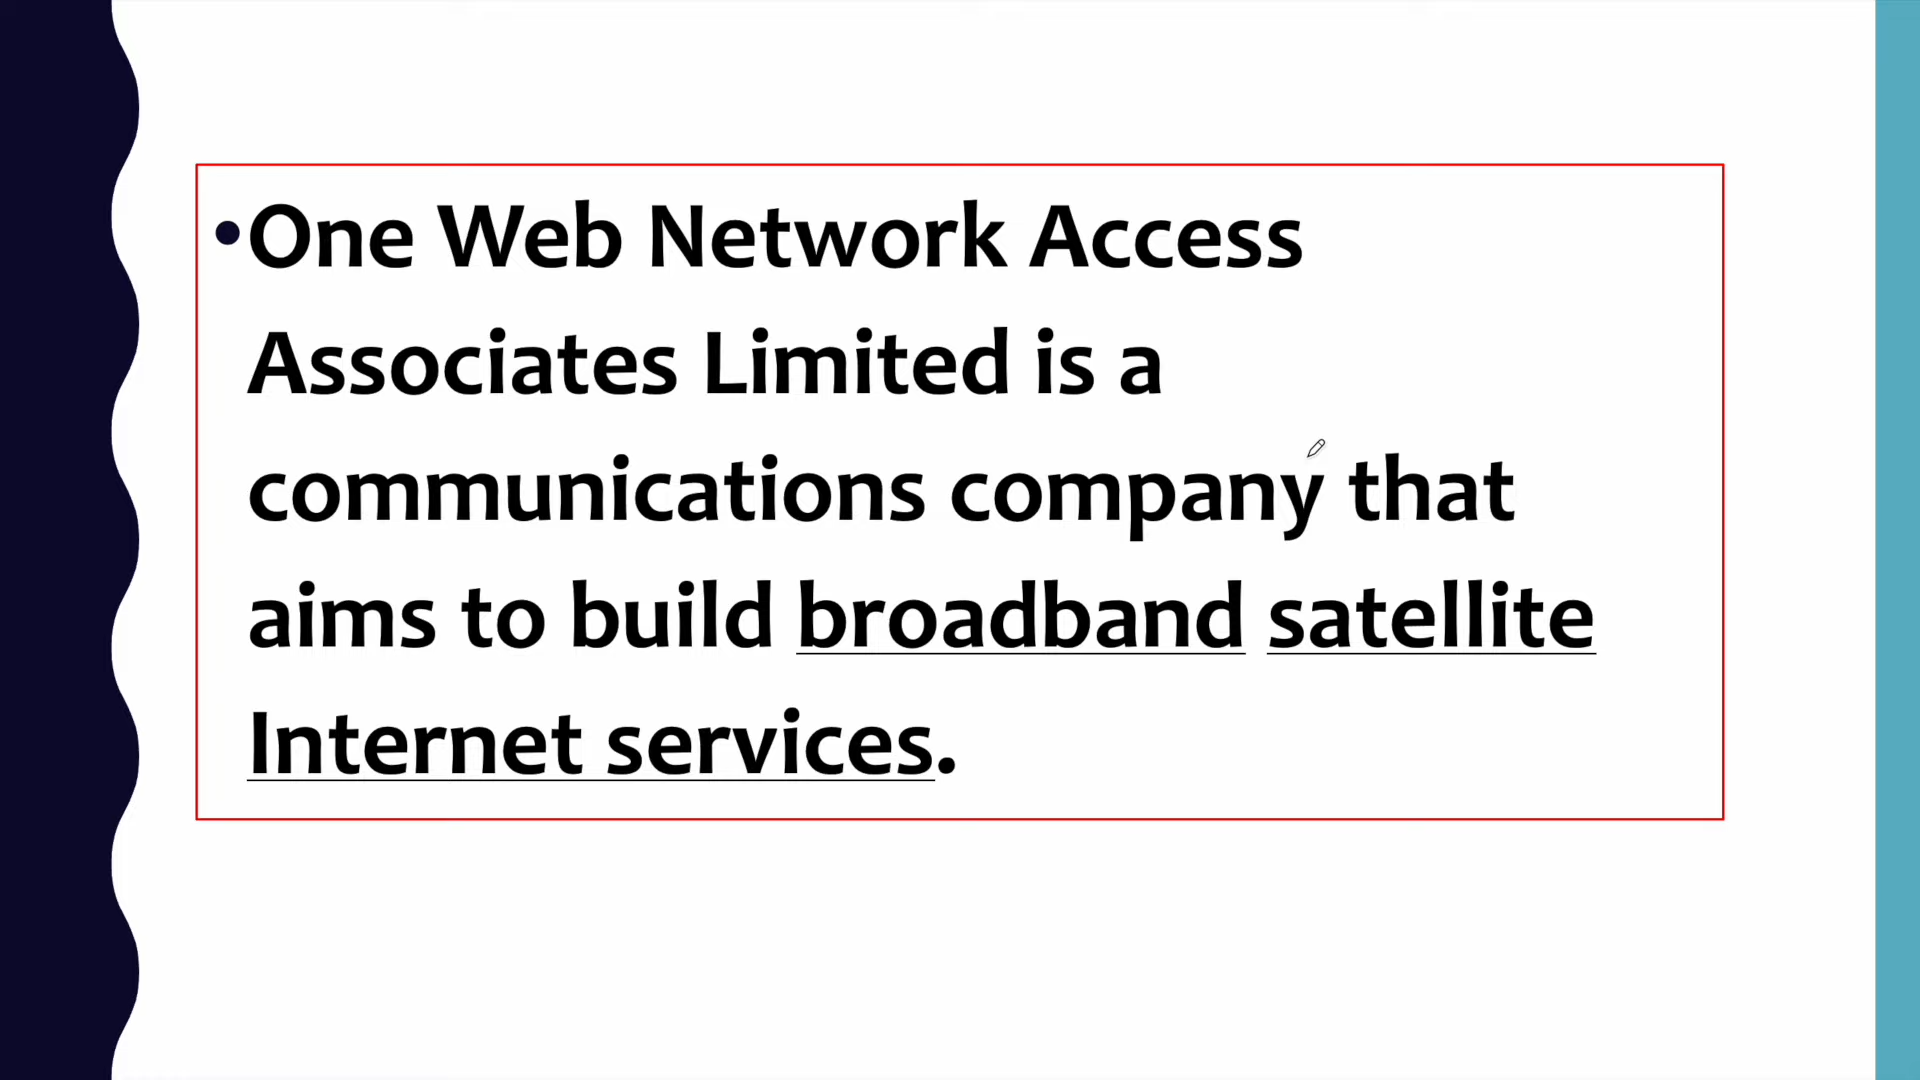 •One Web Network Access
Associates Limited is a
communications company that
aims to build broadband satellite
Internet services.